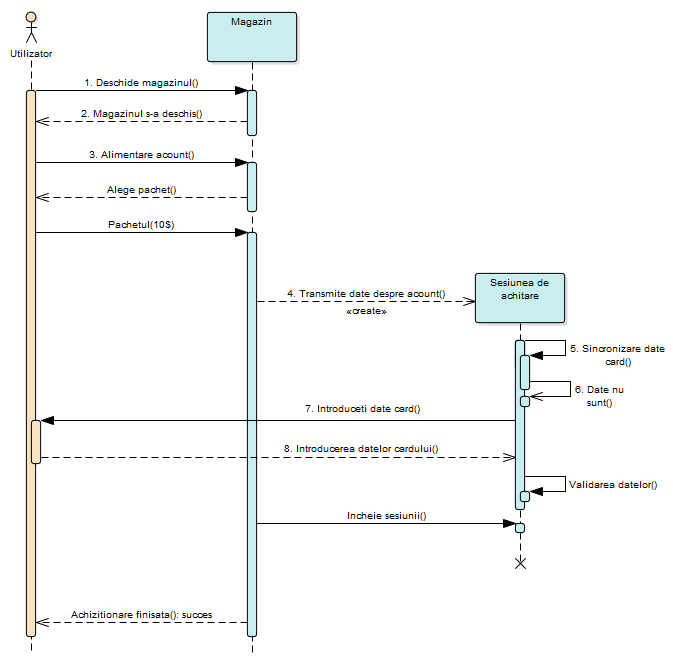 Magazin
Utilizator
1. Deschide magazinul()
2. Magazinul s-a deschis()
3. Alimentare acount()
Alege pachet()
Pachetul(10$)
Sesiunea de
achitare
4. Transmite date despre acount()
«create»
5. Sincronizare date
card()
6. Date nu
sunt()
7. Introduceti date card()
8. Introducerea datelor cardului()
Validarea datelor()
Incheie sesiunii()
Achizitionare finisata(): succes